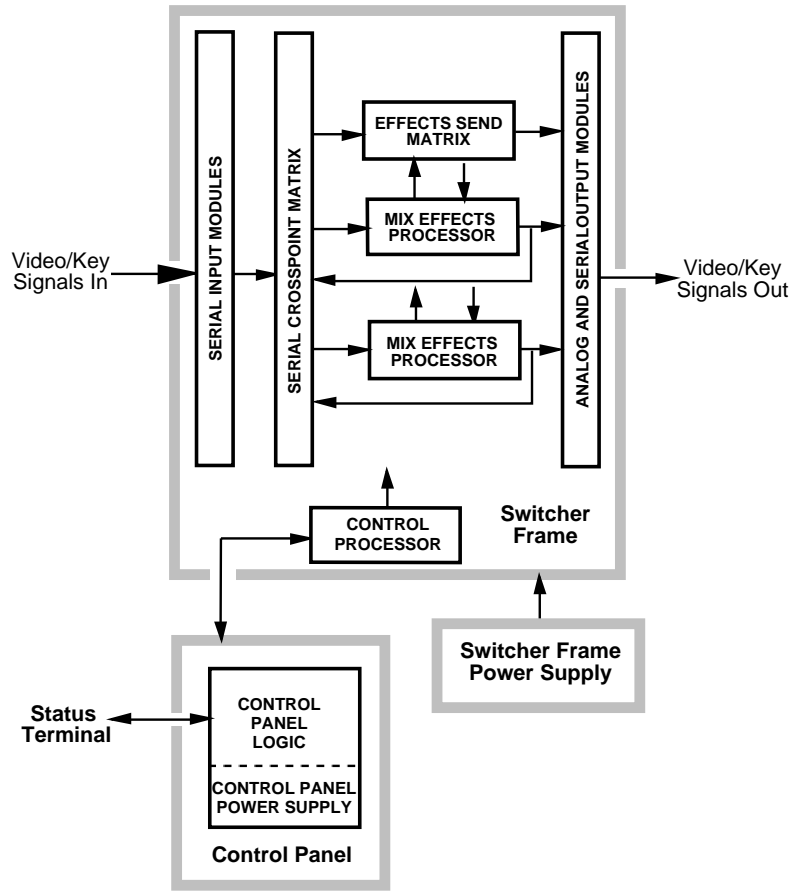 SERIAL INPUT MODULES
SERIAL CROSSPOINT MATRIX
EFFECTS SEND
MATRIX
MIX EFFECTS
PROCESSOR
MIX EFFECTS
PROCESSOR
ANALOG AND SERIALOUTPUT MODULES
Video/Key
Signals In
Video/Key
Signals Out
CONTROL
PROCESSOR
Switcher
Frame
Switcher Frame
Power Supply
Status
Terminal
CONTROL
PANEL
LOGIC
CONTROL PANEL
POWER SUPPLY
Control Panel